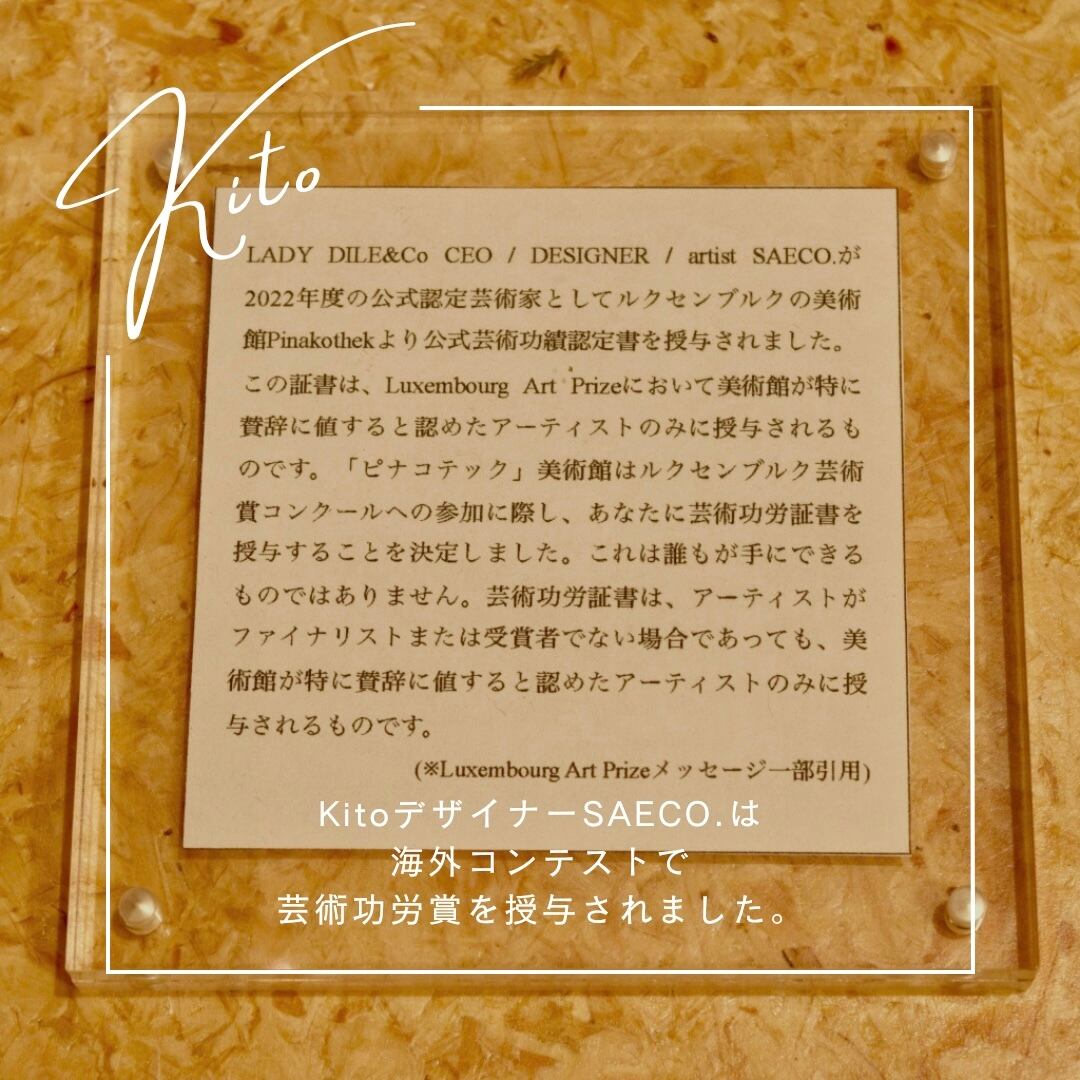 Kito
LADY DILE&Co CEO / DESIGNER / artist SAECO.が
2022年度の公式認定芸術家としてルクセンブルクの美術
館Pinakothekより公式芸術功績認定書を授与されました。
この証書は、Luxembourg Art Prizeにおいて美術館が特に
賛辞に値すると認めたアーティストのみに授与されるも
のです。「ピナコテック」美術館はルクセンブルク芸術
賞コンクールへの参加に際し、あなたに芸術功労証書を
授与することを決定しました。これは誰もが手にできる
ものではありません。芸術功労証書は、アーティストが
ファイナリストまたは受賞者でない場合であっても、美
術館が特に賛辞に値すると認めたアーティストのみに授
与されるものです。
(※Luxembourg Art Prizeメッセージ一部引用)
KitoデザイナーSAECO.は
海外コンテストで
芸術功労賞を授与されました。